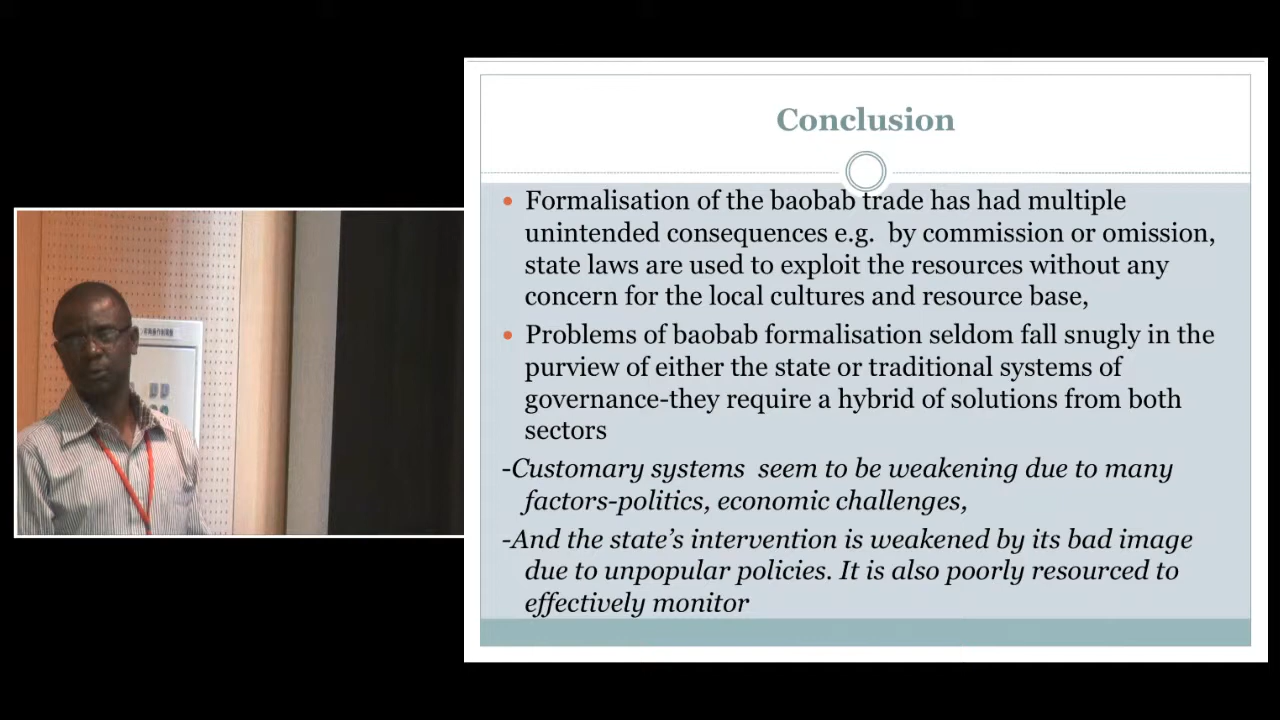 Conclusion
• Formalisation of the baobab trade has had multiple
unintended consequences e.g. by commission or omission,
state laws are used to exploit the resources without any
concern for the local cultures and resource base,
• Problems of baobab formalisation seldom fall snugly in the
purview of either the state or traditional systems of
governance-they require a hybrid of solutions from both
sectors
-Customary systems seem to be weakening due to many
factors-politics, economic challenges,
-And the state's intervention is weakened by its bad image
due to unpopular policies. It is also poorly resourced to
effectively monitor